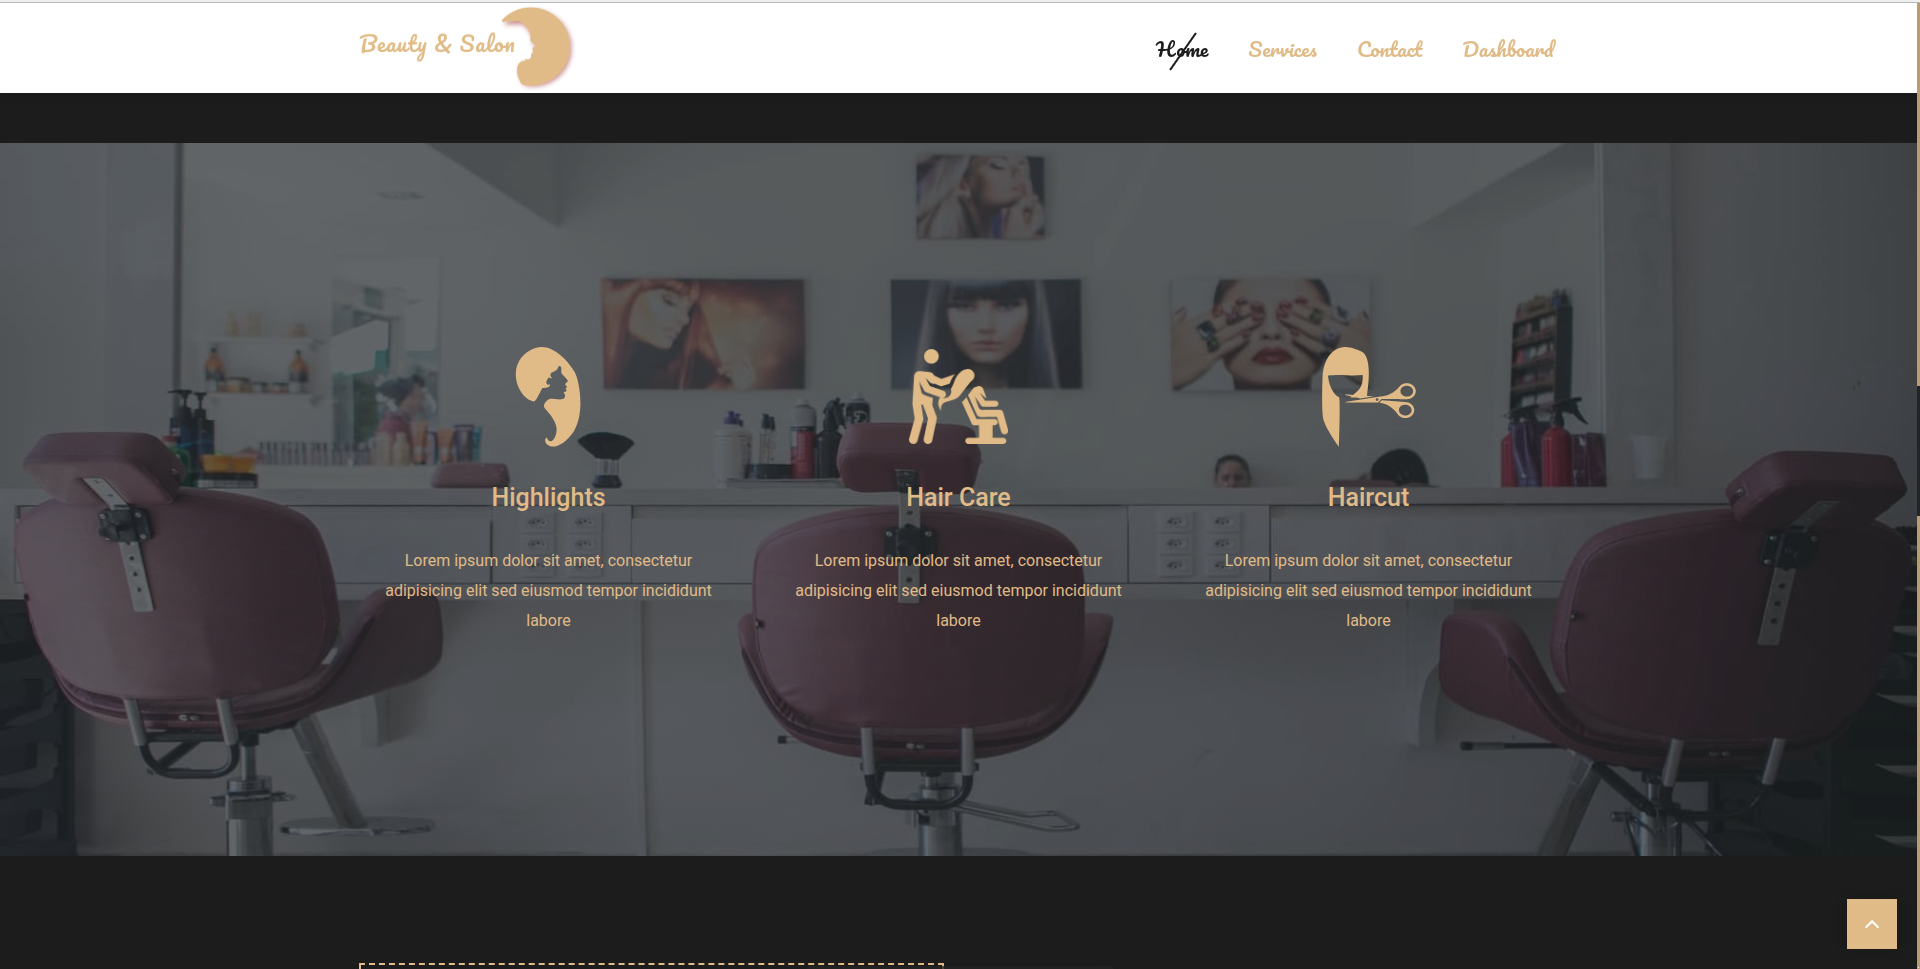 Beauty & Salon
Home Services Contact Dashboard
Highlights
Lorem ipsum dolor sit amet, consectetur
adipisicing elit sed eiusmod tempor incididunt
labore
Hair Care
Lorem ipsum dolor sit amet, consectetur
adipisicing elit sed eiusmod tempor incididunt
labore
Haircut
Lorem ipsum dolor sit amet, consectetur
adipisicing elit sed eiusmod tempor incididunt
labore